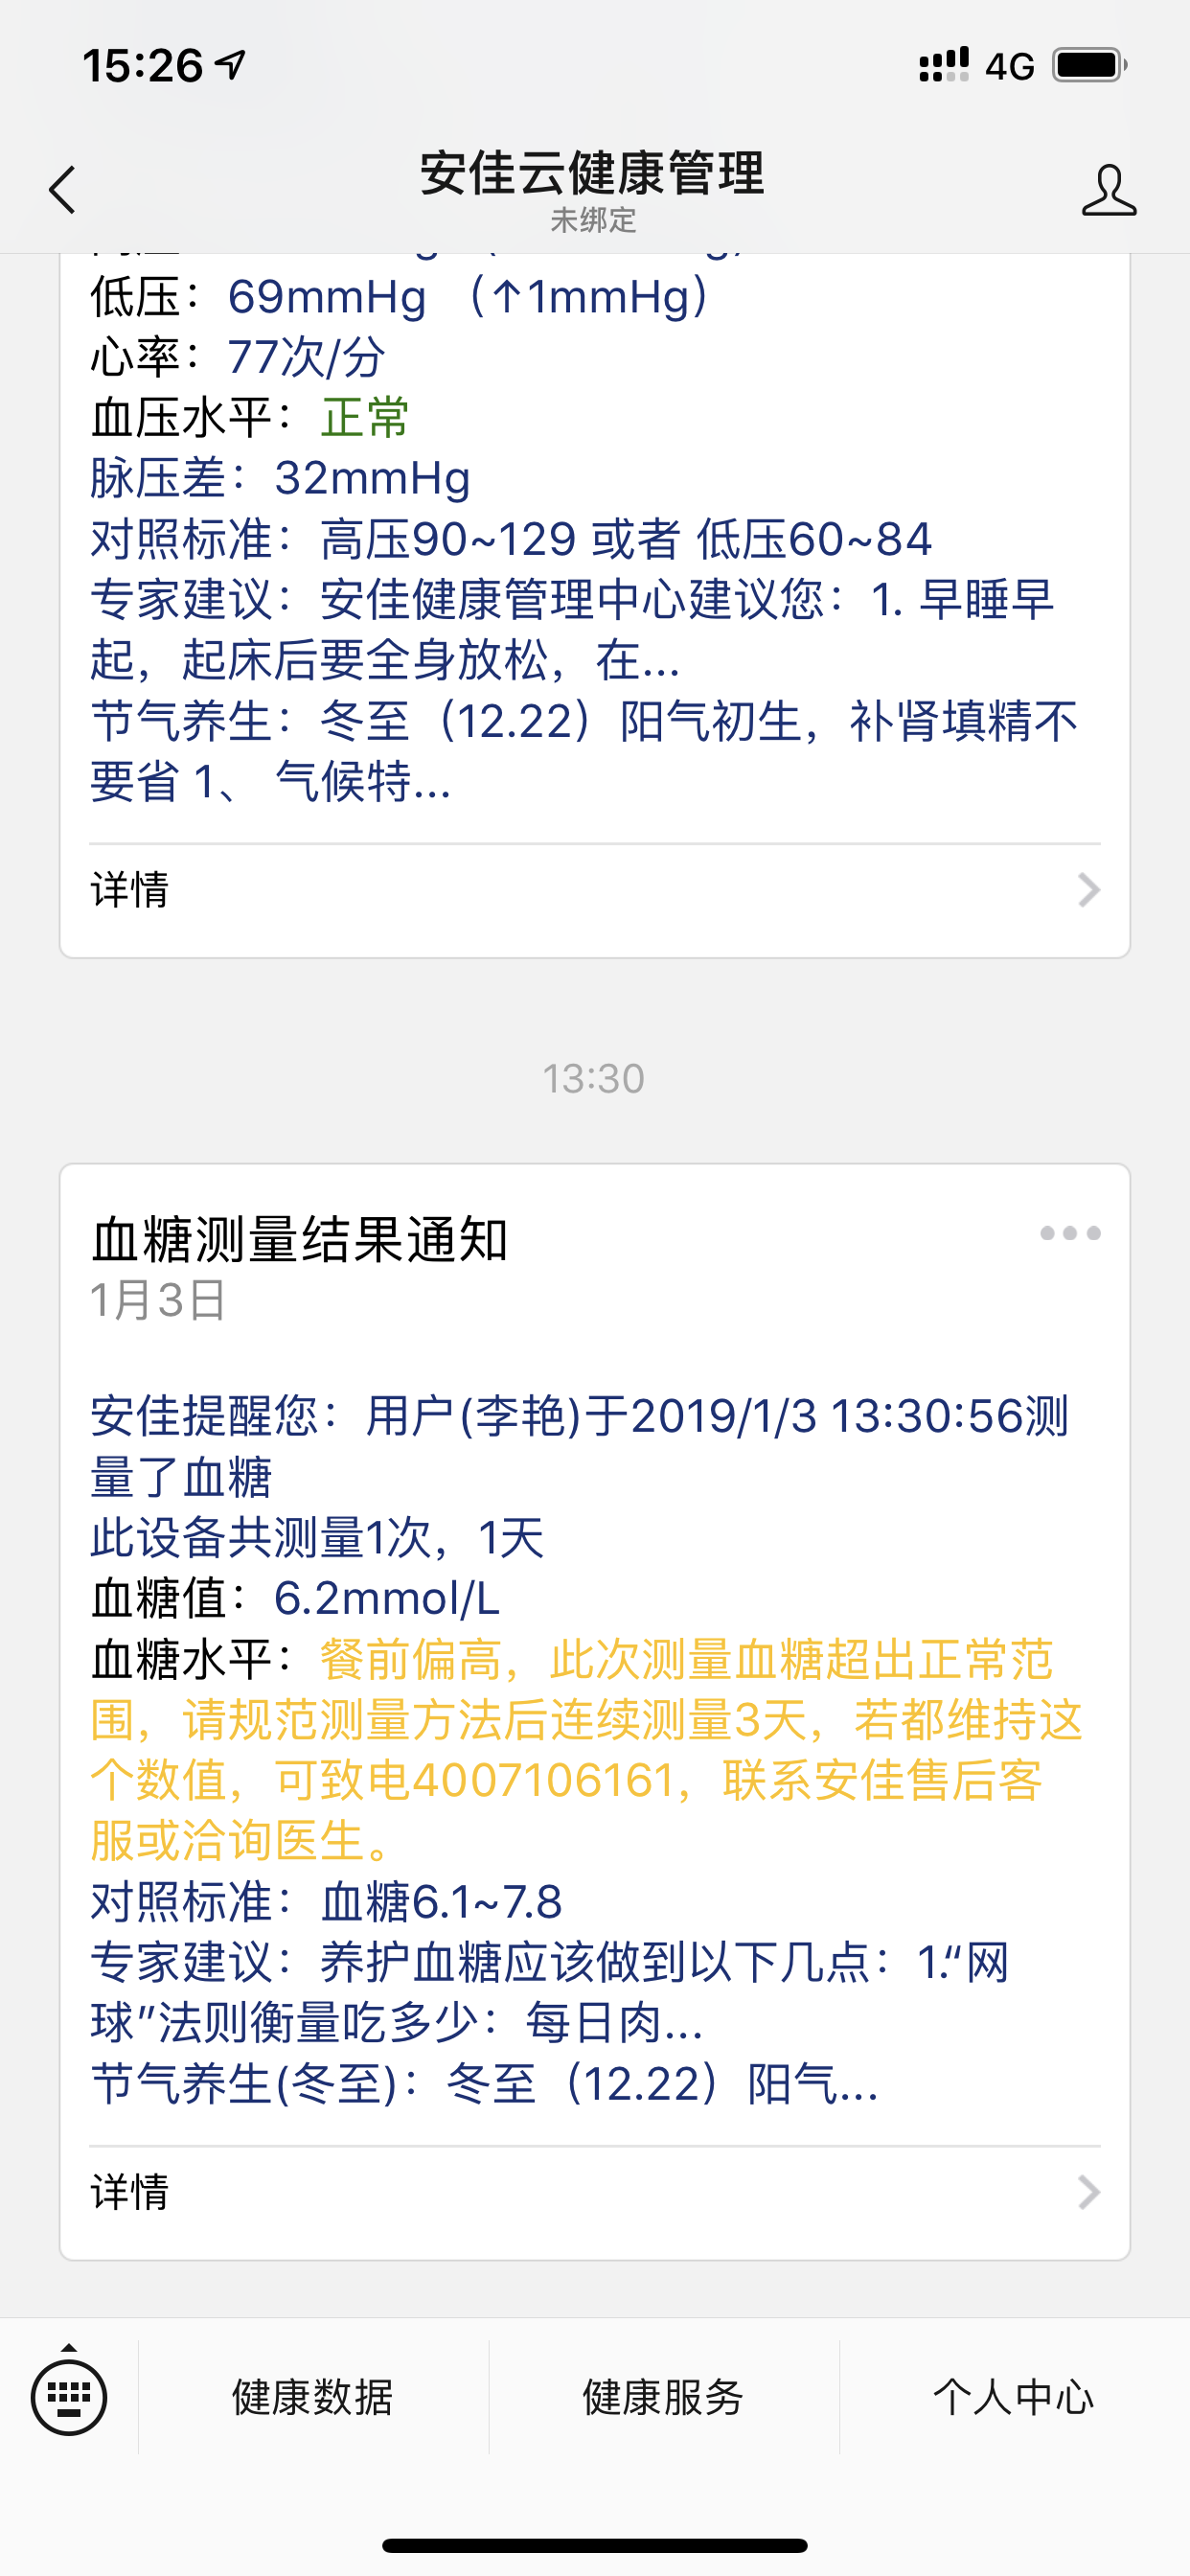 15:26
4G
安佳云健康管理
未绑定
低压：69mmHg （↑1mmHg）
心率：77次/分
血压水平：正常
脉压差：32mmHg
对照标准：高压90~129 或者 低压60~84
专家建议：安佳健康管理中心建议您：1. 早睡早
起，起床后要全身放松，在...
节气养生：冬至（12.22）阳气初生，补肾填精不
要省 1、 气候特...
详情
13:30
血糖测量结果通知
1月3日
安佳提醒您：用户(李艳)于2019/1/3 13:30:56测
量了血糖
此设备共测量1次，1天
血糖值：6.2mmol/L
血糖水平：餐前偏高，此次测量血糖超出正常范
围，请规范测量方法后连续测量3天，若都维持这
个数值，可致电4007106161，联系安佳售后客
服或洽询医生。
对照标准：血糖6.1~7.8
专家建议：养护血糖应该做到以下几点：1.“网
球”法则衡量吃多少：每日肉...
节气养生(冬至)：冬至（12.22）阳气...
详情
健康数据
健康服务
个人中心